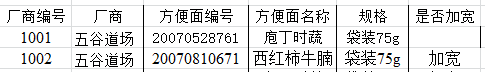 厂商编号 厂商 方便面编号 方便面名称 规格 是否加宽
1001 五谷道场 20070528761 庖丁时蔬 袋装75g
1002 五谷道场 20070810671 西红柿牛腩 袋装75g 加宽